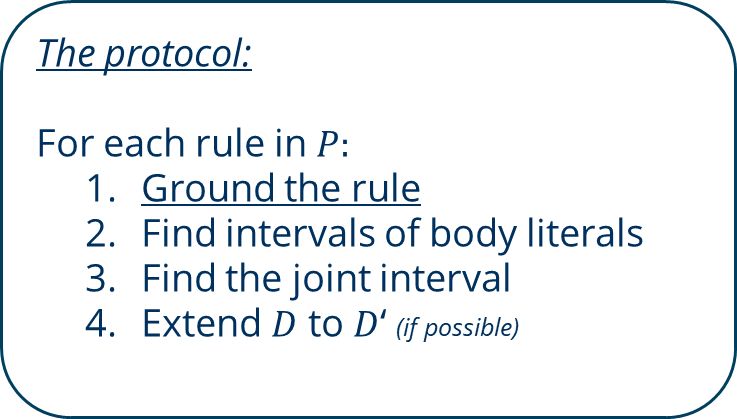 The protocol:
For each rule in P:
1. Ground the rule
2. Find intervals of body literals
3. Find the joint interval
4. Extend D to D‘ (if possible)